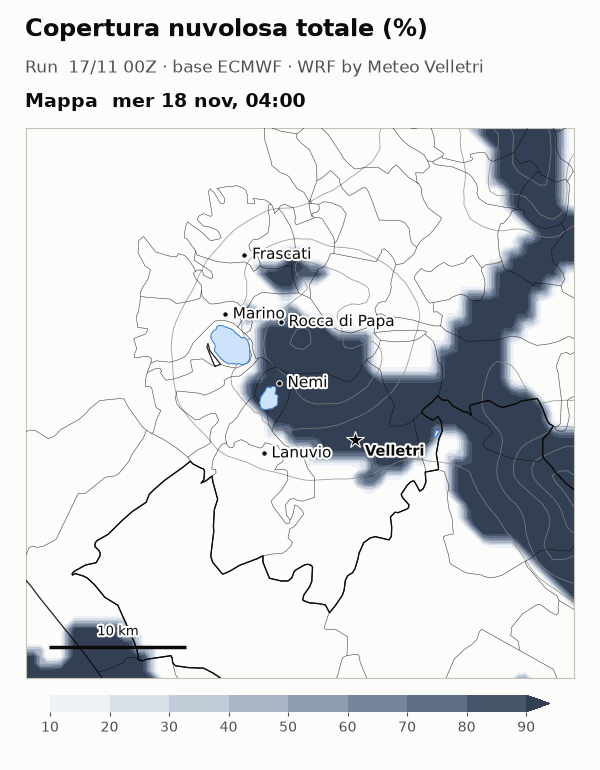 Copertura nuvolosa totale (%)
Run 17/11 00Z · base ECMWF · WRF by Meteo Velletri
Mappa mer 18 nov, 04:00
Frascati
Marino
Rocca di Papa
Nemi
Velletri
Lanuvio
10 km
10 20 30 40 50 60 70 80 90